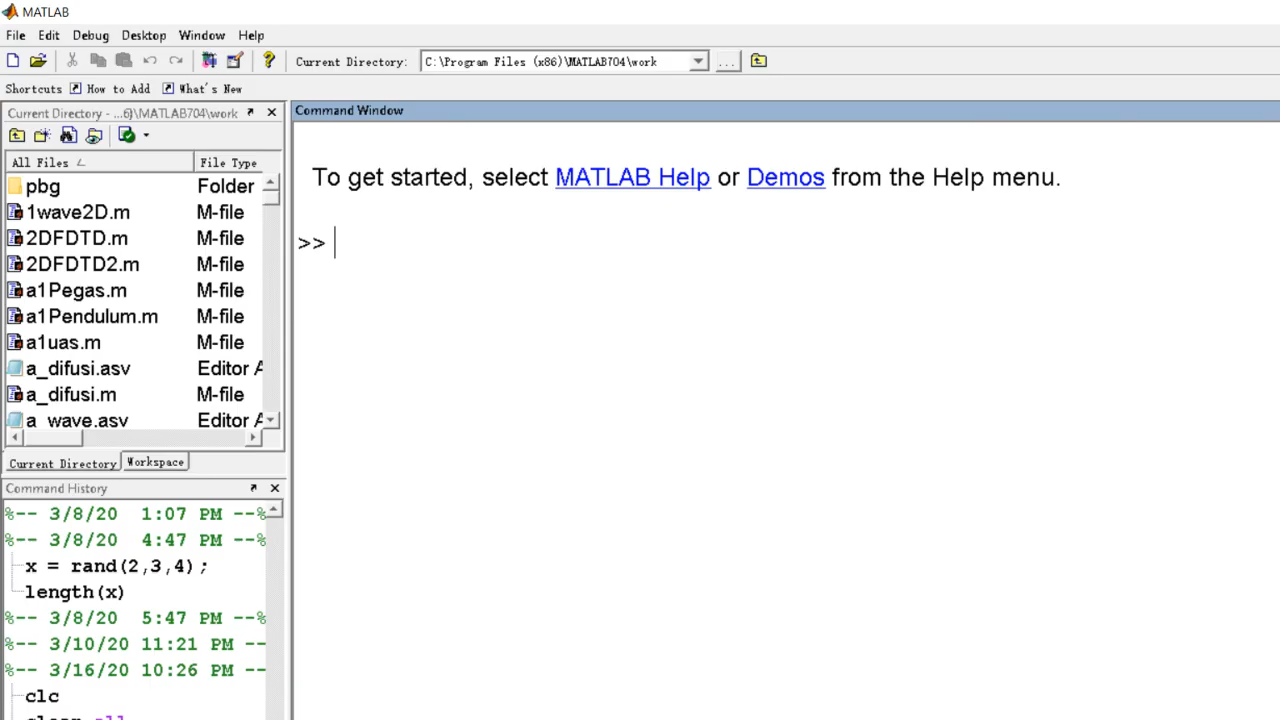 MATLAB
File Edit Debug Desktop Window Help
Current Directory: C:\Program Files (x86)\MATLAB704\work ...
Shortcuts How to Add What's New
Current Directory - ...6)\MATLAB704\work
All Files File Type
pbg Folder
1wave2D.m M-file
2DFDTD.m M-file
2DFDTD2.m M-file
a1Pegas.m M-file
a1Pendulum.m M-file
a1uas.m M-file
a_difusi.asv Editor A
a_difusi.m M-file
a_wave.asv Editor A
Current Directory Workspace
Command History
%-- 3/8/20 1:07 PM --%
%-- 3/8/20 4:47 PM --%
x = rand(2,3,4);
length(x)
%-- 3/8/20 5:47 PM --%
%-- 3/10/20 11:21 PM --
%-- 3/16/20 10:26 PM --
clc
clear all
Command Window
To get started, select MATLAB Help or Demos from the Help menu.
>>